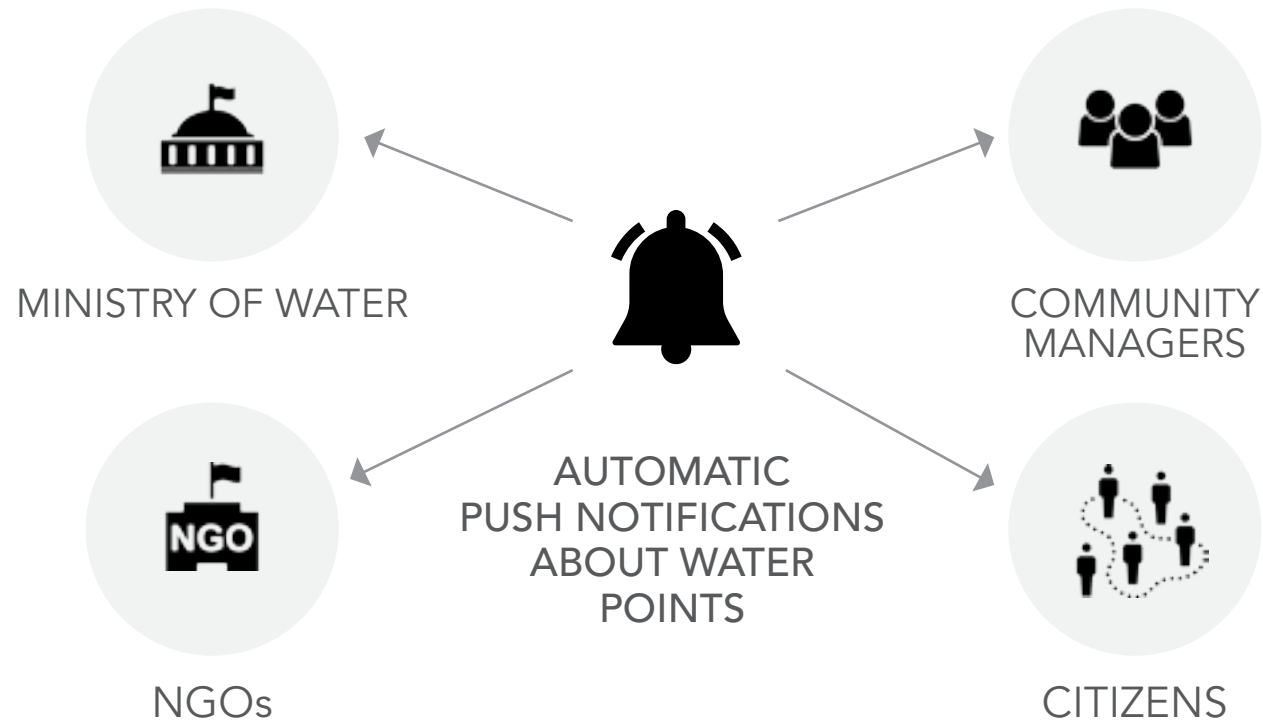 MINISTRY OF WATER
COMMUNITY
MANAGERS
NGO
AUTOMATIC
PUSH NOTIFICATIONS
ABOUT WATER
POINTS
NGOs
CITIZENS